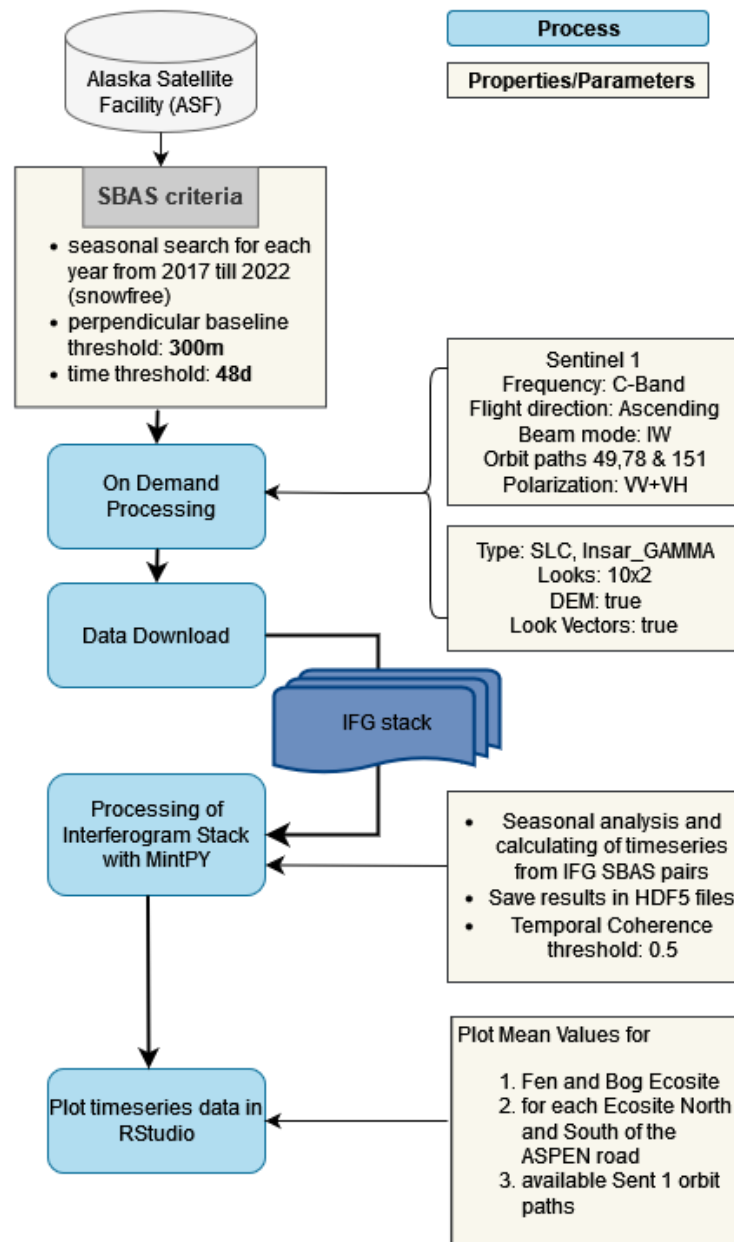 Process
Alaska Satellite
Facility (ASF)
Properties/Parameters
SBAS criteria
• seasonal search for each
year from 2017 till 2022
(snowfree)
• perpendicular baseline
threshold: 300m
• time threshold: 48d
Sentinel 1
Frequency: C-Band
Flight direction: Ascending
Beam mode: IW
Orbit paths 49,78 & 151
Polarization: VV+VH
On Demand
Processing
Type: SLC, Insar_GAMMA
Looks: 10x2
DEM: true
Look Vectors: true
Data Download
IFG stack
Processing of
Interferogram Stack
with MintPY
• Seasonal analysis and
calculating of timeseries
from IFG SBAS pairs
• Save results in HDF5 files
• Temporal Coherence
threshold: 0.5
Plot timeseries data in
RStudio
Plot Mean Values for
1. Fen and Bog Ecosite
2. for each Ecosite North
and South of the
ASPEN road
3. available Sent 1 orbit
paths